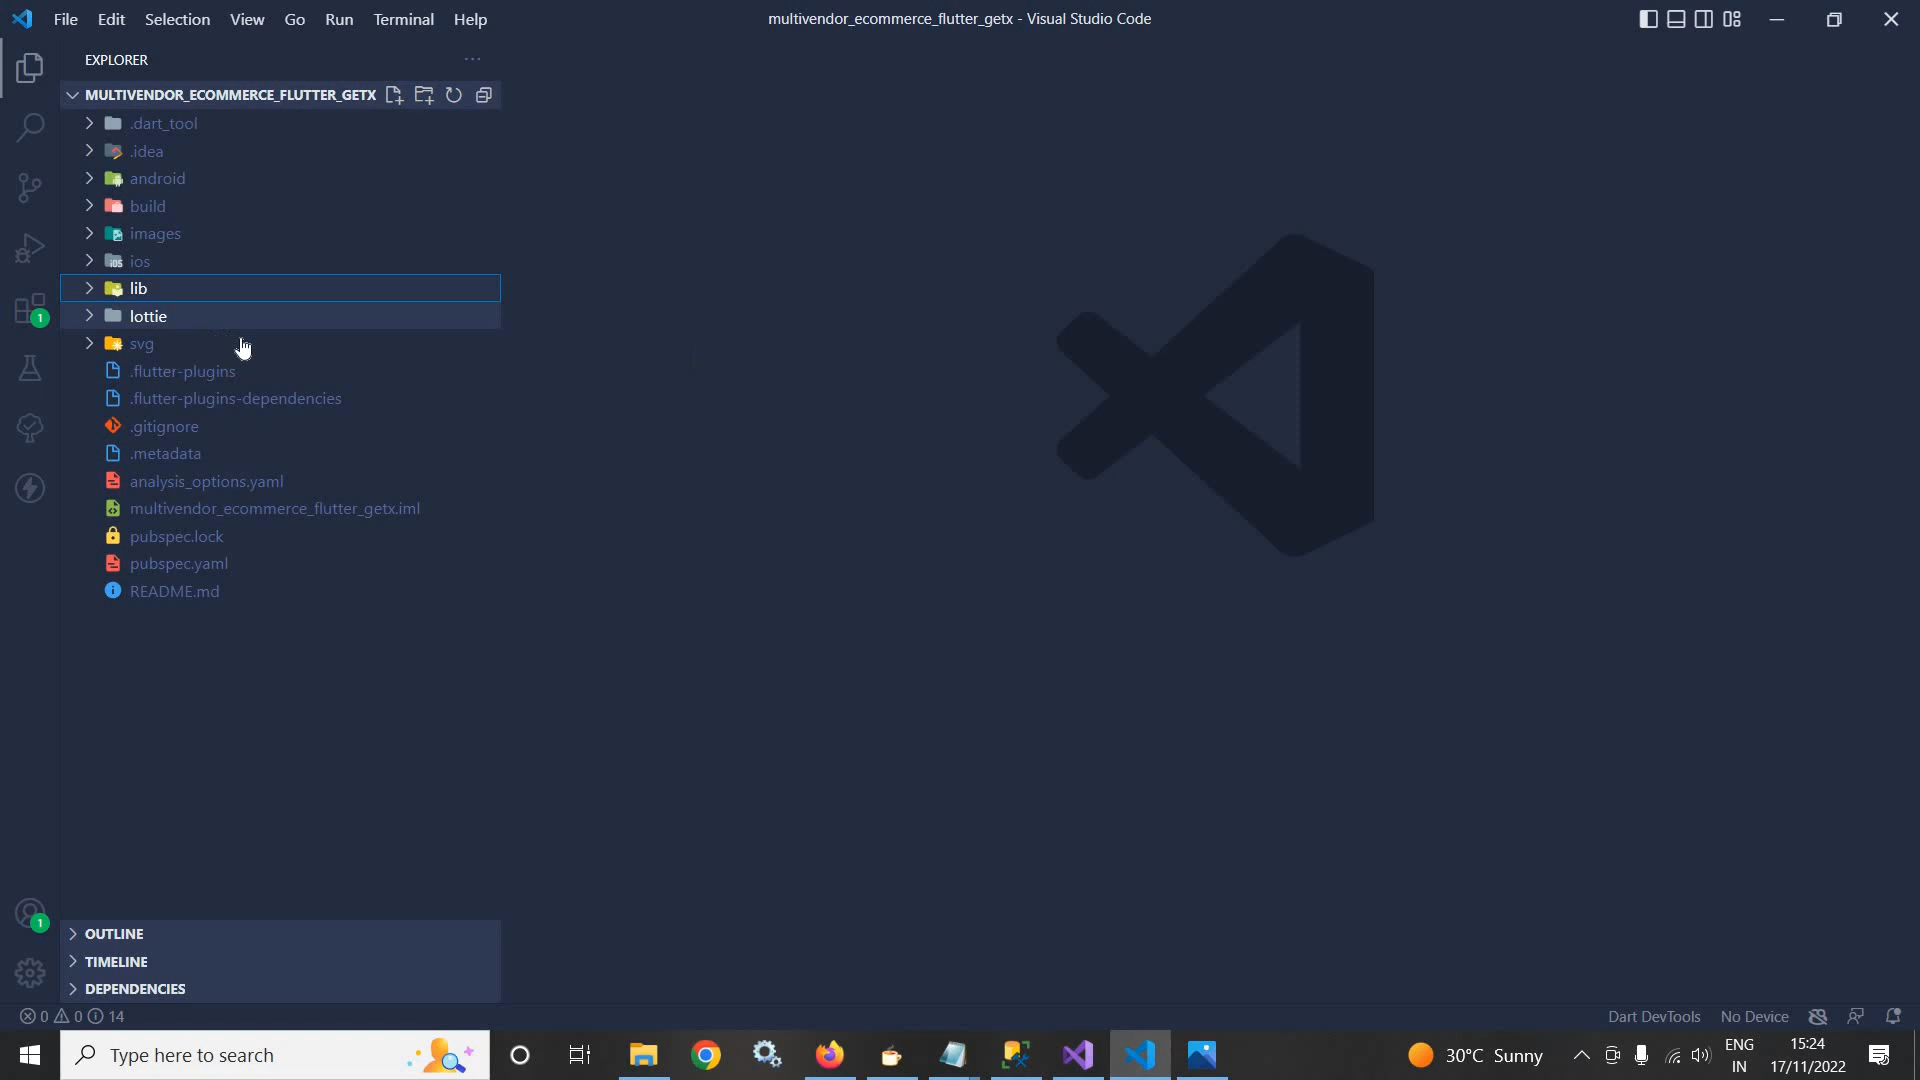 File Edit Selection View Go Run Terminal Help
multivendor_ecommerce_flutter_getx - Visual Studio Code
EXPLORER
MULTIVENDOR_ECOMMERCE_FLUTTER_GETX
.dart_tool
.idea
android
build
images
ios
ios
lib
lottie
svg
.flutter-plugins
.flutter-plugins-dependencies
.gitignore
.metadata
analysis_options.yaml
multivendor_ecommerce_flutter_getx.iml
pubspec.lock
pubspec.yaml
README.md
1
1
OUTLINE
TIMELINE
DEPENDENCIES
0 0 14
Dart DevTools No Device
Type here to search
30°C Sunny
ENG
IN
15:24
17/11/2022